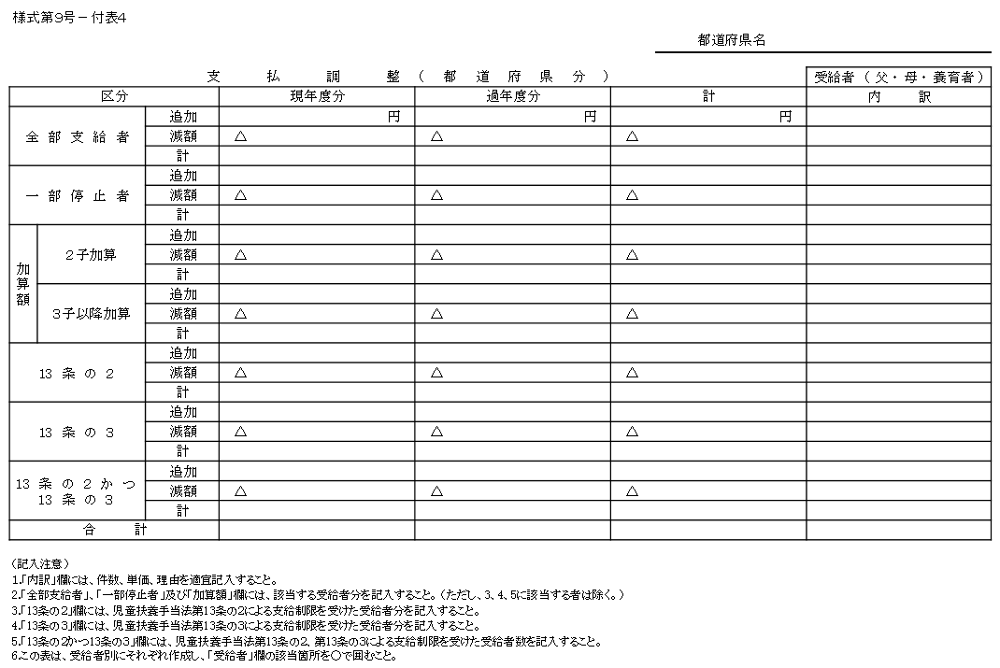 様式第9号－付表4
都道府県名
支払調整（都道府県分）
受給者（父・母・養育者）
区分 現年度分 過年度分 計 内訳
全部支給者 追加 円 円 円
減額 △ △ △
計
一部停止者 追加
減額 △ △ △
計
加算額 2子加算 追加
減額 △ △ △
計
3子以降加算 追加
減額 △ △ △
計
13条の2 追加
減額 △ △ △
計
13条の3 追加
減額 △ △ △
計
13条の2かつ 追加
13条の3 減額 △ △ △
計
合計
（記入注意）
1.「内訳」欄には、件数、単価、理由を適宜記入すること。
2.「全部支給者」、「一部停止者」及び「加算額」欄には、該当する受給者分を記入すること。（ただし、3、4、5に該当する者は除く。）
3.「13条の2」欄には、児童扶養手当法第13条の2による支給制限を受けた受給者分を記入すること。
4.「13条の3」欄には、児童扶養手当法第13条の3による支給制限を受けた受給者分を記入すること。
5.「13条の2かつ13条の3」欄には、児童扶養手当法第13条の2、第13条の3による支給制限を受けた受給者数を記入すること。
6.この表は、受給者別にそれぞれ作成し、「受給者」欄の該当箇所を○で囲むこと。